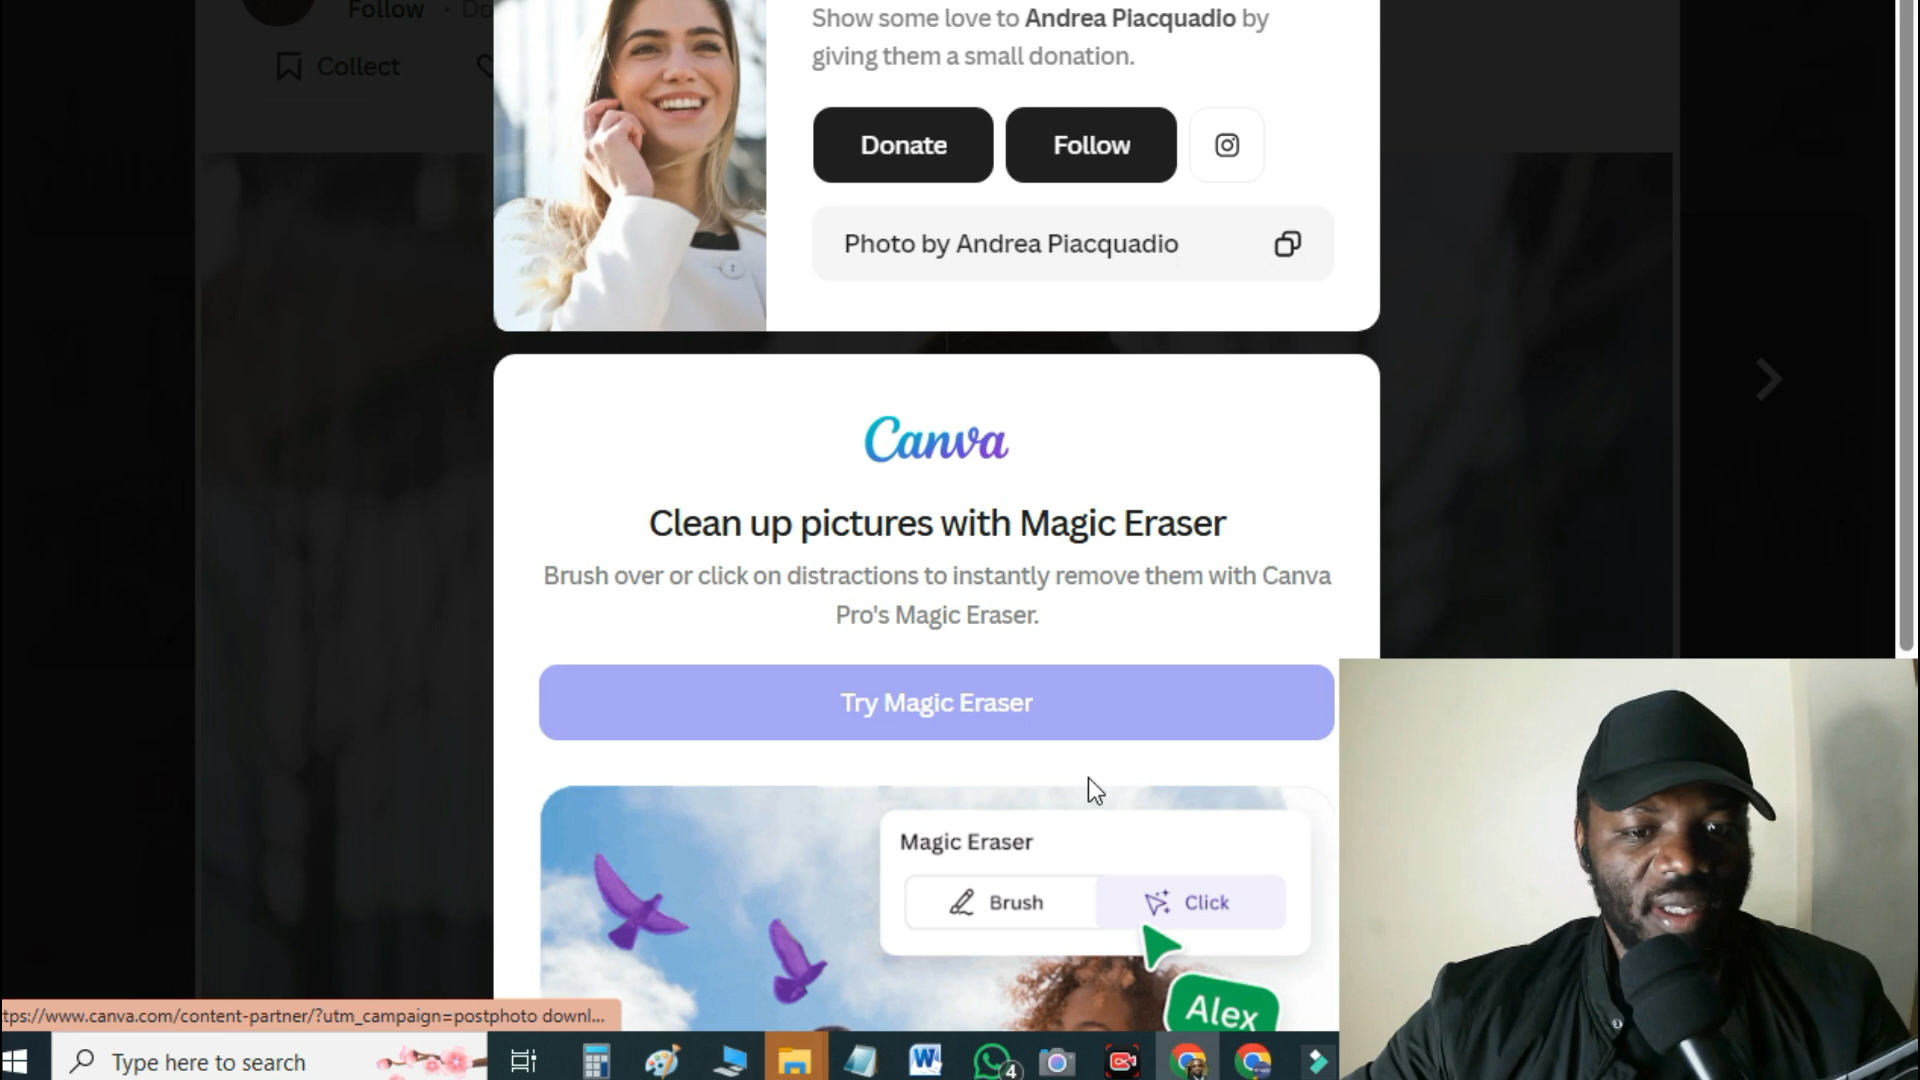 Follow · Do
Collect
Show some love to Andrea Piacquadio by
giving them a small donation.
Donate
Follow
Photo by Andrea Piacquadio
Canva
Clean up pictures with Magic Eraser
Brush over or click on distractions to instantly remove them with Canva
Pro's Magic Eraser.
Try Magic Eraser
Magic Eraser
Brush
Click
Alex
tps://www.canva.com/content-partner/?utm_campaign=postphoto downl...
Type here to search
4